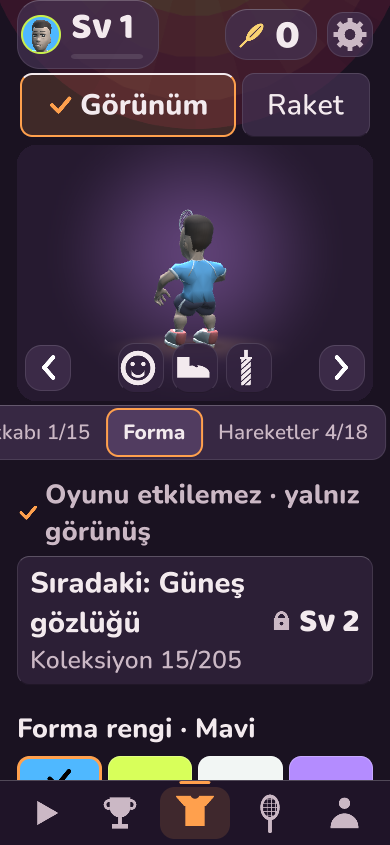 Sv 1
0
Görünüm
Raket
kabı 1/15
Forma
Hareketler 4/18
Oyunu etkilemez · yalnız
görünüş
Sıradaki: Güneş
gözlüğü
Sv 2
Koleksiyon 15/205
Forma rengi · Mavi